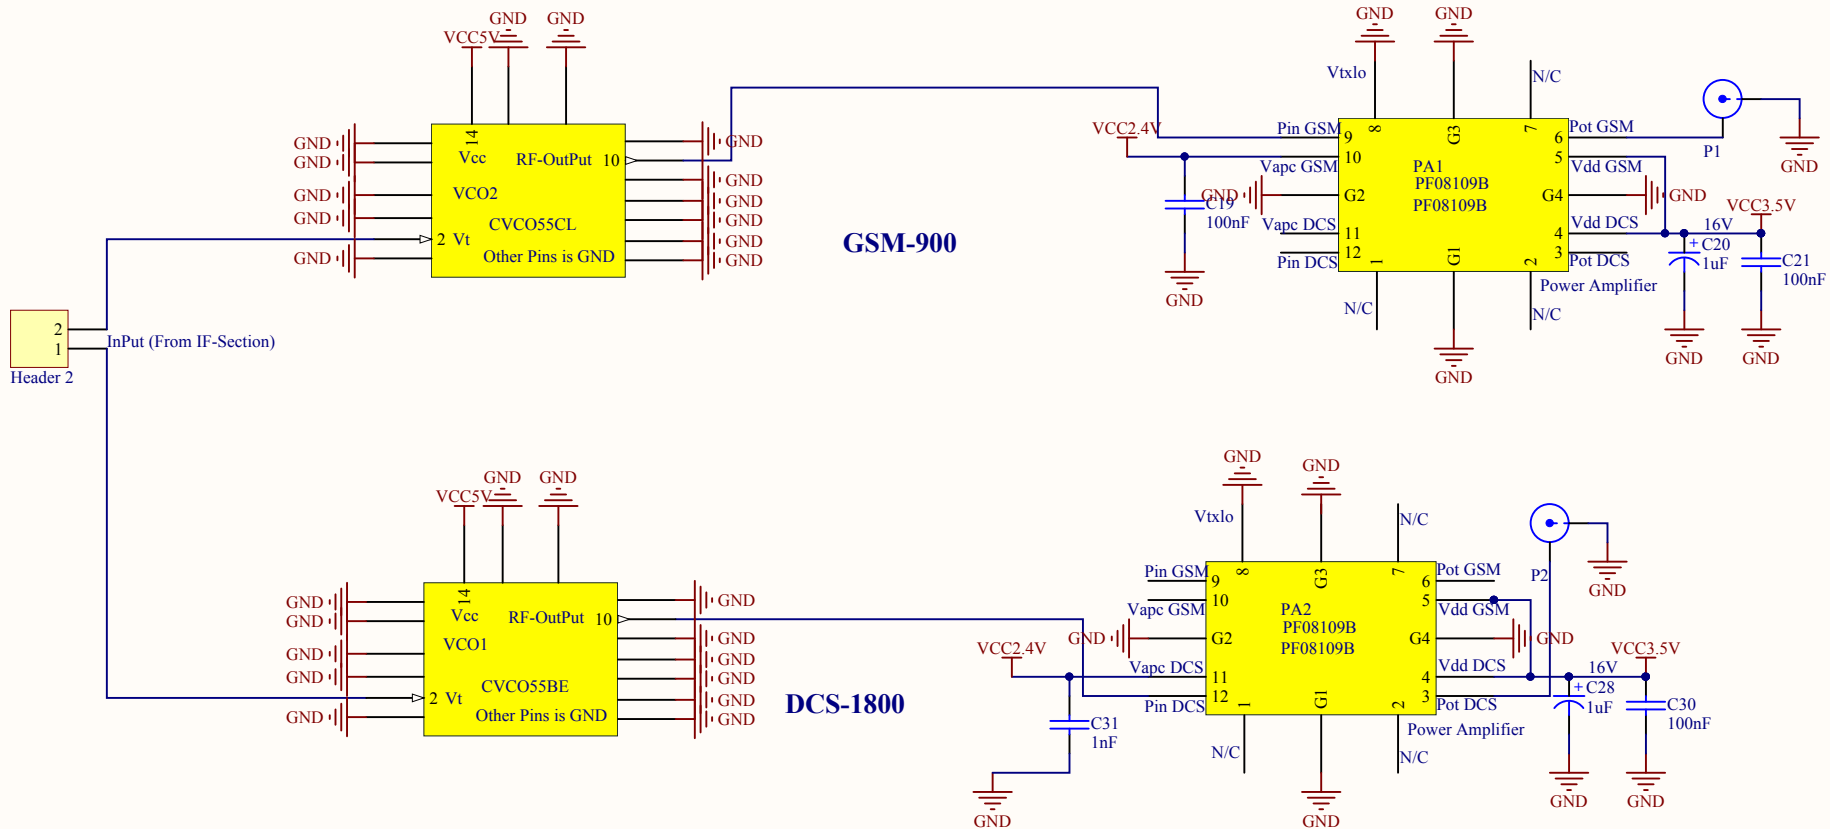 GND GND
VCC5V
GND GND
14
Vcc
RF-OutPut 10
GND
GND
GND
VCO2
GND
GND
GND
CVCO55CL
GND
GND
2 Vt
GND
Other Pins is GND
GND
GND
GSM-900
GND GND
Vtxlo
N/C
8 G3 7
VCC2.4V
Pin GSM 9
6 Pot GSM
P1
GND
Vapc GSM 10
5 Vdd GSM
PA1
PF08109B
PF08109B
GND
G2
G4
GND
C19
100nF
Vapc DCS 11
4 Vdd DCS
16V
VCC3.5V
Pin DCS 12
3 Pot DCS
+
C20
1uF
C21
100nF
1 G1 2
Power Amplifier
N/C
N/C
GND
GND
GND
GND
2
1
InPut (From IF-Section)
Header 2
GND GND
VCC5V
14
Vcc
RF-OutPut 10
GND
GND
GND
VCO1
GND
GND
GND
CVCO55BE
GND
GND
2 Vt
GND
Other Pins is GND
GND
GND
DCS-1800
GND GND
Vtxlo
N/C
8 G3 7
Pin GSM 9
6 Pot GSM
P2
GND
Vapc GSM 10
5 Vdd GSM
PA2
PF08109B
PF08109B
GND
G2
G4
GND
VCC2.4V
Vapc DCS 11
4 Vdd DCS
16V
VCC3.5V
Pin DCS 12
3 Pot DCS
+
C28
1uF
C30
100nF
C31
1nF
1 G1 2
Power Amplifier
N/C
N/C
GND
GND
GND
GND